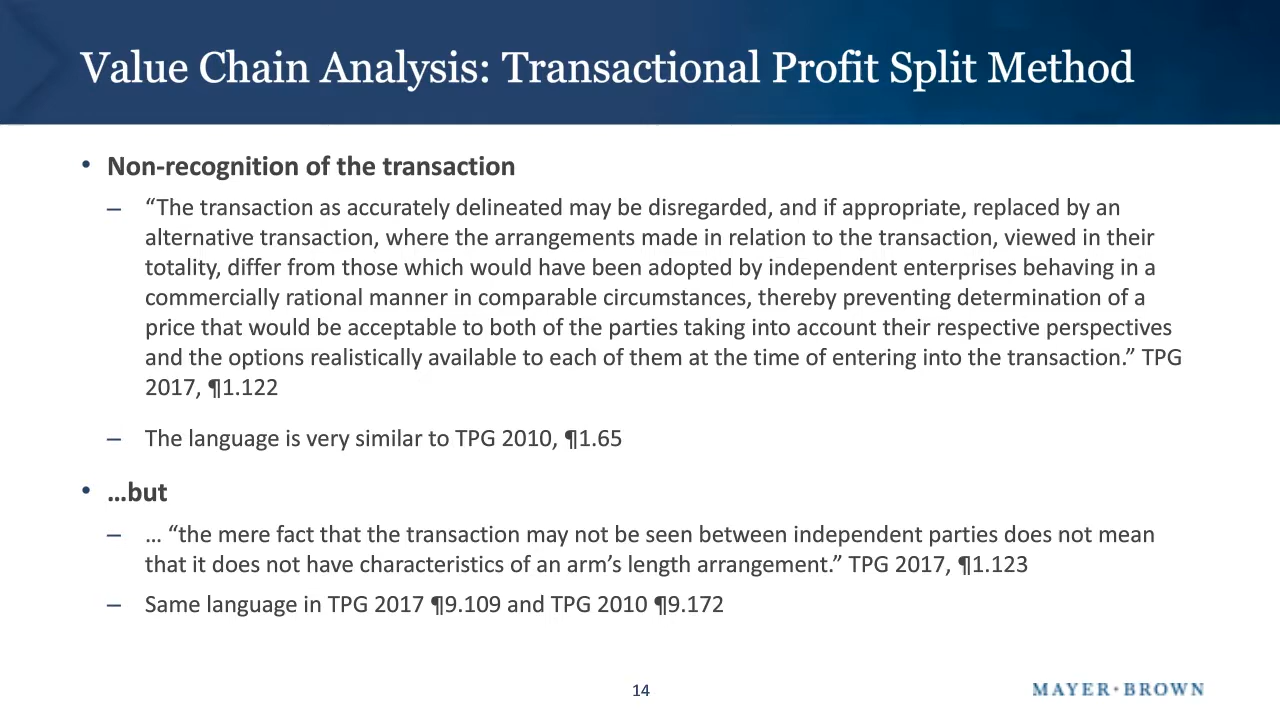 Value Chain Analysis: Transactional Profit Split Method
• Non-recognition of the transaction
– “The transaction as accurately delineated may be disregarded, and if appropriate, replaced by an
alternative transaction, where the arrangements made in relation to the transaction, viewed in their
totality, differ from those which would have been adopted by independent enterprises behaving in a
commercially rational manner in comparable circumstances, thereby preventing determination of a
price that would be acceptable to both of the parties taking into account their respective perspectives
and the options realistically available to each of them at the time of entering into the transaction.” TPG
2017, ¶1.122
– The language is very similar to TPG 2010, ¶1.65
• …but
– … “the mere fact that the transaction may not be seen between independent parties does not mean
that it does not have characteristics of an arm’s length arrangement.” TPG 2017, ¶1.123
– Same language in TPG 2017 ¶9.109 and TPG 2010 ¶9.172
14
MAYER•BROWN